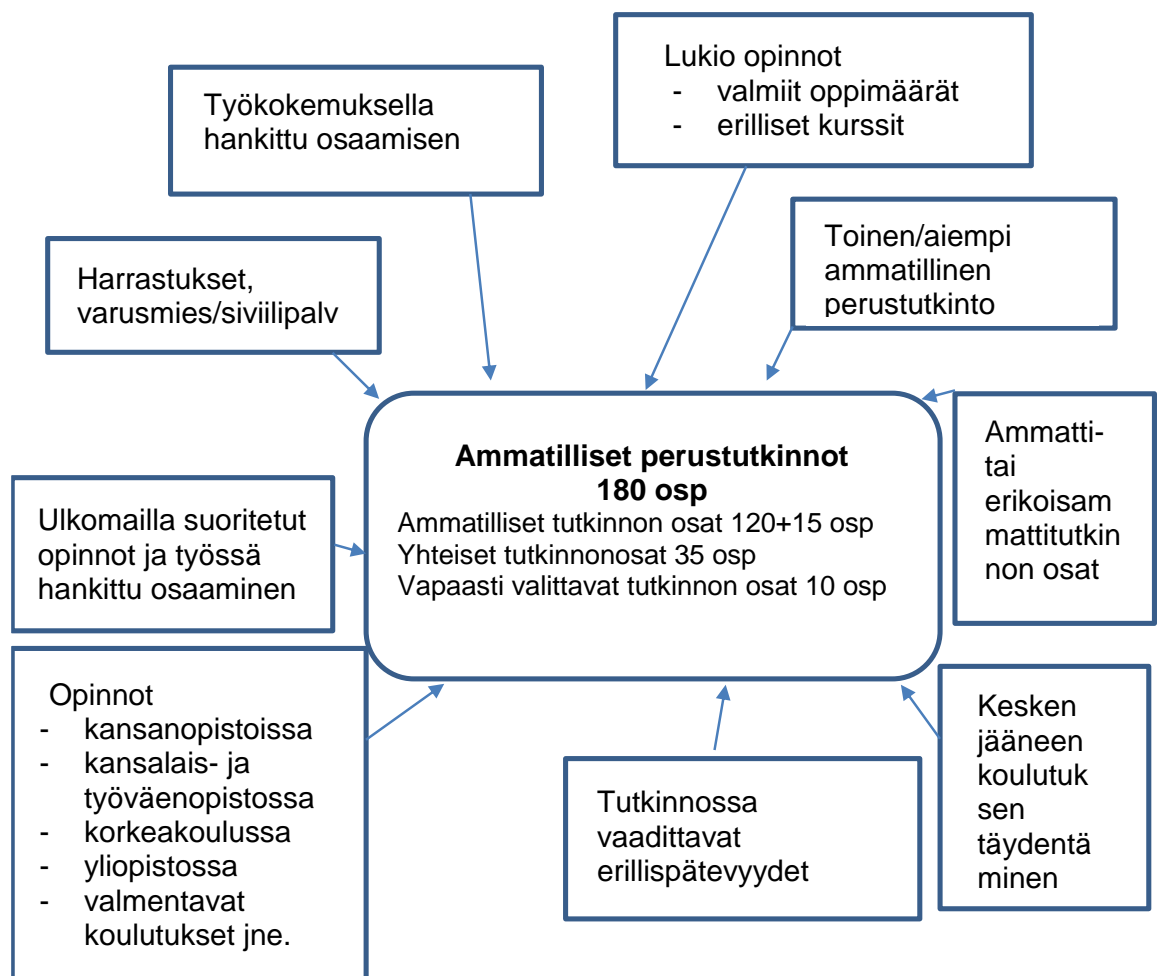 Lukio opinnot
- valmiit oppimäärät
- erilliset kurssit
Työkokemuksella
hankittu osaamisen
Toinen/aiempi
ammatillinen
perustutkinto
Harrastukset,
varusmies/siviilipalv
Ammatilliset perustutkinnot
180 osp
Ammatilliset tutkinnon osat 120+15 osp
Yhteiset tutkinnonosat 35 osp
Vapaasti valittavat tutkinnon osat 10 osp
Ammatti-
tai
erikoisam
mattitutkin
non osat
Ulkomailla suoritetut
opinnot ja työssä
hankittu osaaminen
Opinnot
- kansanopistoissa
- kansalais- ja
työväenopistossa
- korkeakoulussa
- yliopistossa
- valmentavat
koulutukset jne.
Tutkinnossa
vaadittavat
erillispätevyydet
Kesken
jääneen
koulutuk
sen
täydentä
minen